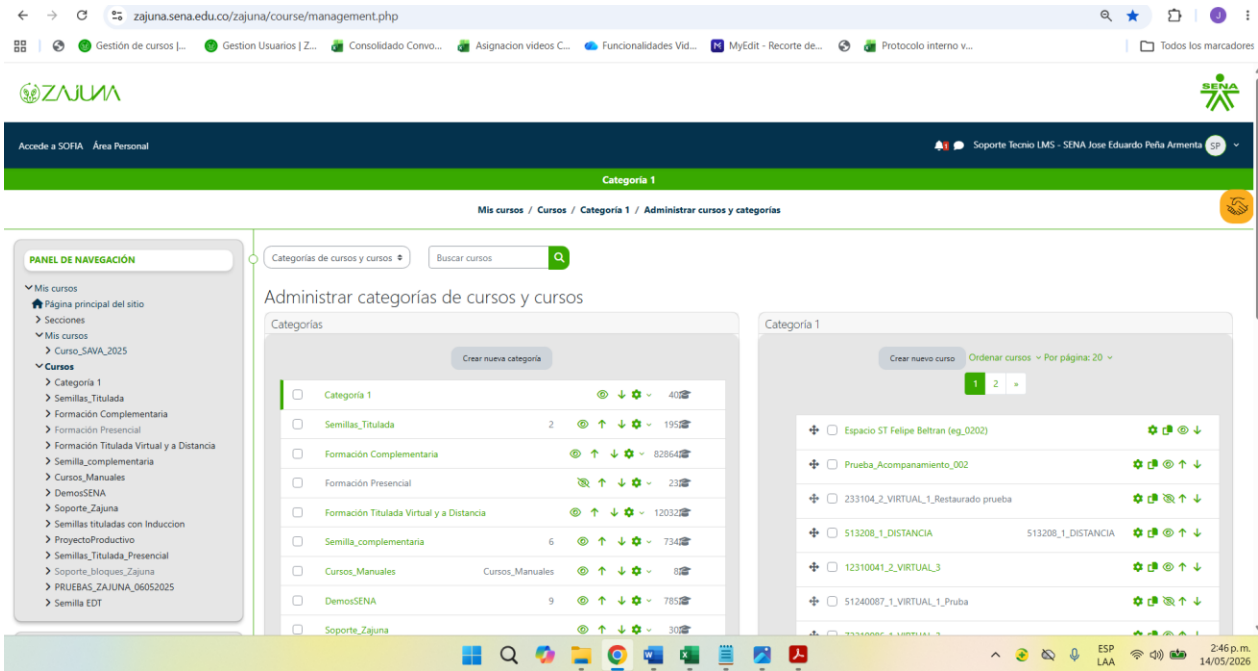 zajuna.sena.edu.co/zajuna/course/management.php
J
Gestión de cursos |...
Gestion Usuarios | Z...
Consolidado Convo...
Asignacion videos C...
Funcionalidades Vid...
MyEdit - Recorte de...
Protocolo interno v...
Todos los marcadores
ZAJUNA
SENA
Accede a SOFIA Área Personal
1
Soporte Tecnio LMS - SENA Jose Eduardo Peña Armenta SP
Categoría 1
Mis cursos / Cursos / Categoría 1 / Administrar cursos y categorías
PANEL DE NAVEGACIÓN
Mis cursos
Página principal del sitio
Secciones
Mis cursos
Curso_SAVA_2025
Cursos
Categoría 1
Semillas_Titulada
Formación Complementaria
Formación Presencial
Formación Titulada Virtual y a Distancia
Semilla_complementaria
Cursos_Manuales
DemosSENA
Soporte_Zajuna
Semillas tituladas con Induccion
ProyectoProductivo
Semillas_Titulada_Presencial
Soporte_bloques_Zajuna
PRUEBAS_ZAJUNA_06052025
Semilla EDT
Categorías de cursos y cursos
Buscar cursos
Administrar categorías de cursos y cursos
Categorías
Crear nueva categoría
Categoría 1 40
Semillas_Titulada 2 195
Formación Complementaria 82864
Formación Presencial 23
Formación Titulada Virtual y a Distancia 12032
Semilla_complementaria 6 734
Cursos_Manuales Cursos_Manuales 8
DemosSENA 9 785
Soporte_Zajuna 30
Categoría 1
Crear nuevo curso Ordenar cursos Por página: 20
1 2 »
Espacio ST Felipe Beltran (eg_0202)
Prueba_Acompanamiento_002
233104_2_VIRTUAL_1_Restaurado prueba
513208_1_DISTANCIA 513208_1_DISTANCIA
12310041_2_VIRTUAL_3
51240087_1_VIRTUAL_1_Pruba
ESP
LAA
2:46 p.m.
14/05/2026